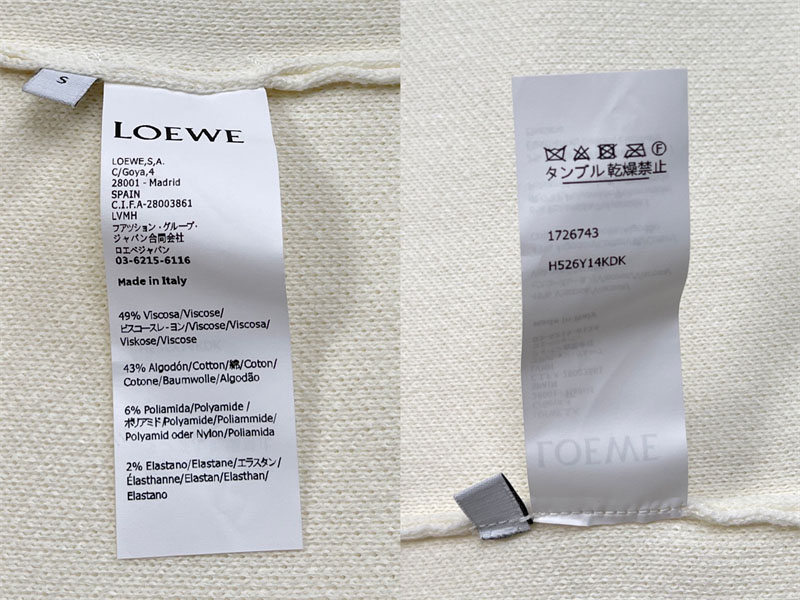 S
LOEWE
LOEWE,S.A.
C/Goya,4
28001 - Madrid
SPAIN
C.I.F.A-28003861
LVMH
ファッション・グループ・
ジャパン合同会社
ロエベジャパン
03-6215-6116
Made in Italy
49% Viscosa/Viscose/
ビスコースレ-ヨン/Viscose/Viscosa/
Viskose/Viscose
43% Algodón/Cotton/綿/Coton/
Cotone/Baumwolle/Algodão
6% Poliamida/Polyamide/
ポリアミド/Polyamide/Poliammide/
Polyamid oder Nylon/Poliamida
2% Elastano/Elastane/エラスタン/
Élasthanne/Elastan/Elasthan/
Elastano
F
タンブル 乾燥禁止
1726743
H526Y14KDK